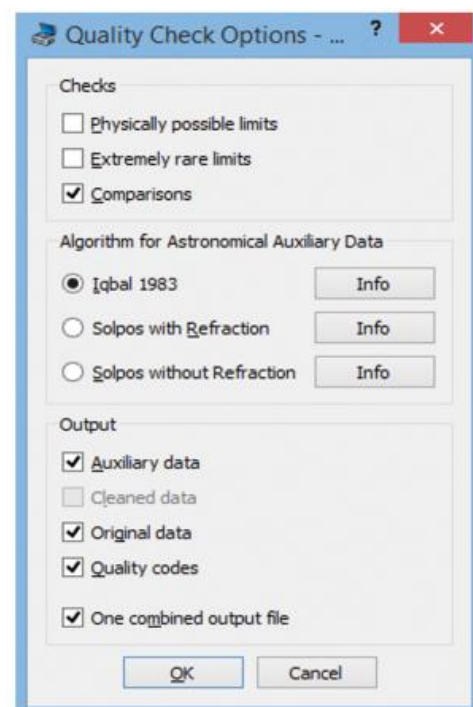 Quality Check Options - ... ?
Checks
Physically possible limits
Extremely rare limits
Comparisons
Algorithm for Astronomical Auxiliary Data
Iqbal 1983 Info
Solpos with Refraction Info
Solpos without Refraction Info
Output
Auxiliary data
Cleaned data
Original data
Quality codes
One combined output file
OK Cancel